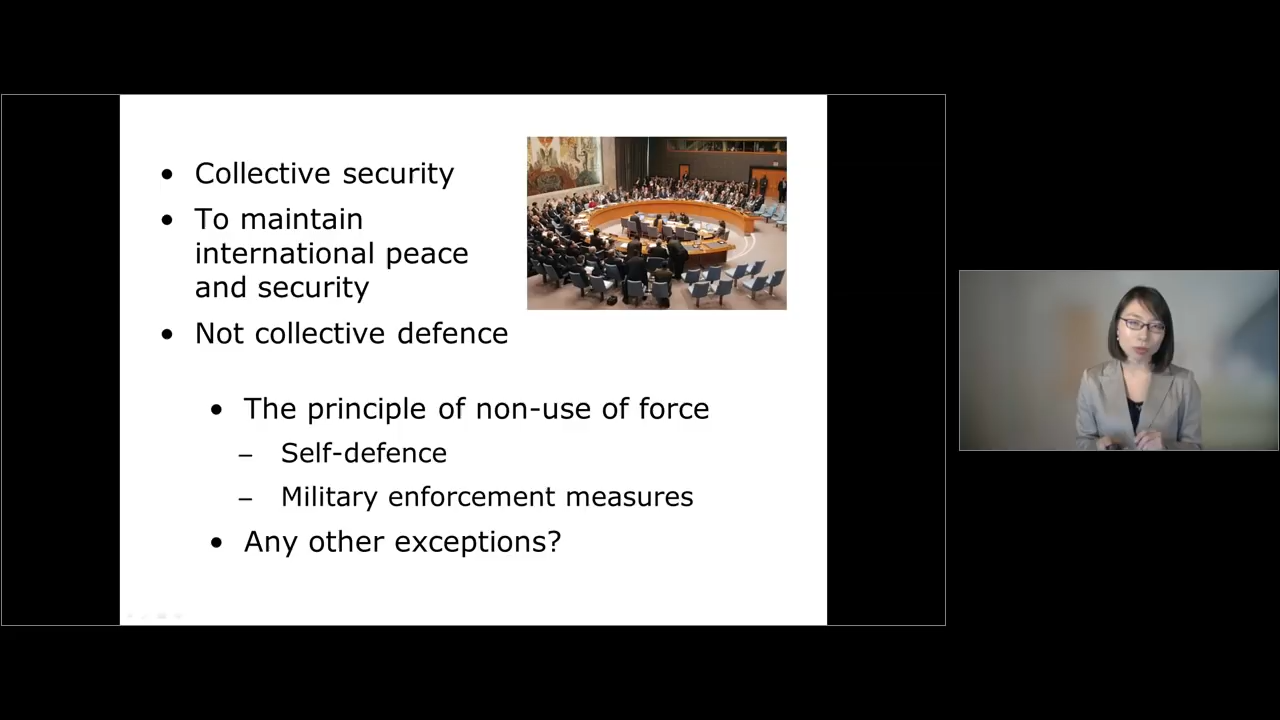 • Collective security
• To maintain
international peace
and security
• Not collective defence
• The principle of non-use of force
– Self-defence
– Military enforcement measures
• Any other exceptions?